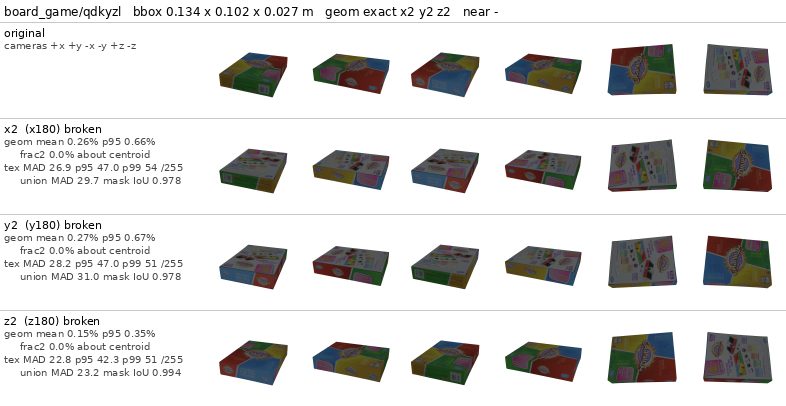 board_game/qdkyzl   bbox 0.134 x 0.102 x 0.027 m   geom exact x2 y2 z2   near -
original
cameras +x +y -x -y +z -z
x2  (x180) broken
geom mean 0.26% p95 0.66%
frac2 0.0% about centroid
tex MAD 26.9 p95 47.0 p99 54 /255
union MAD 29.7 mask IoU 0.978
y2  (y180) broken
geom mean 0.27% p95 0.67%
frac2 0.0% about centroid
tex MAD 28.2 p95 47.0 p99 51 /255
union MAD 31.0 mask IoU 0.978
z2  (z180) broken
geom mean 0.15% p95 0.35%
frac2 0.0% about centroid
tex MAD 22.8 p95 42.3 p99 51 /255
union MAD 23.2 mask IoU 0.994